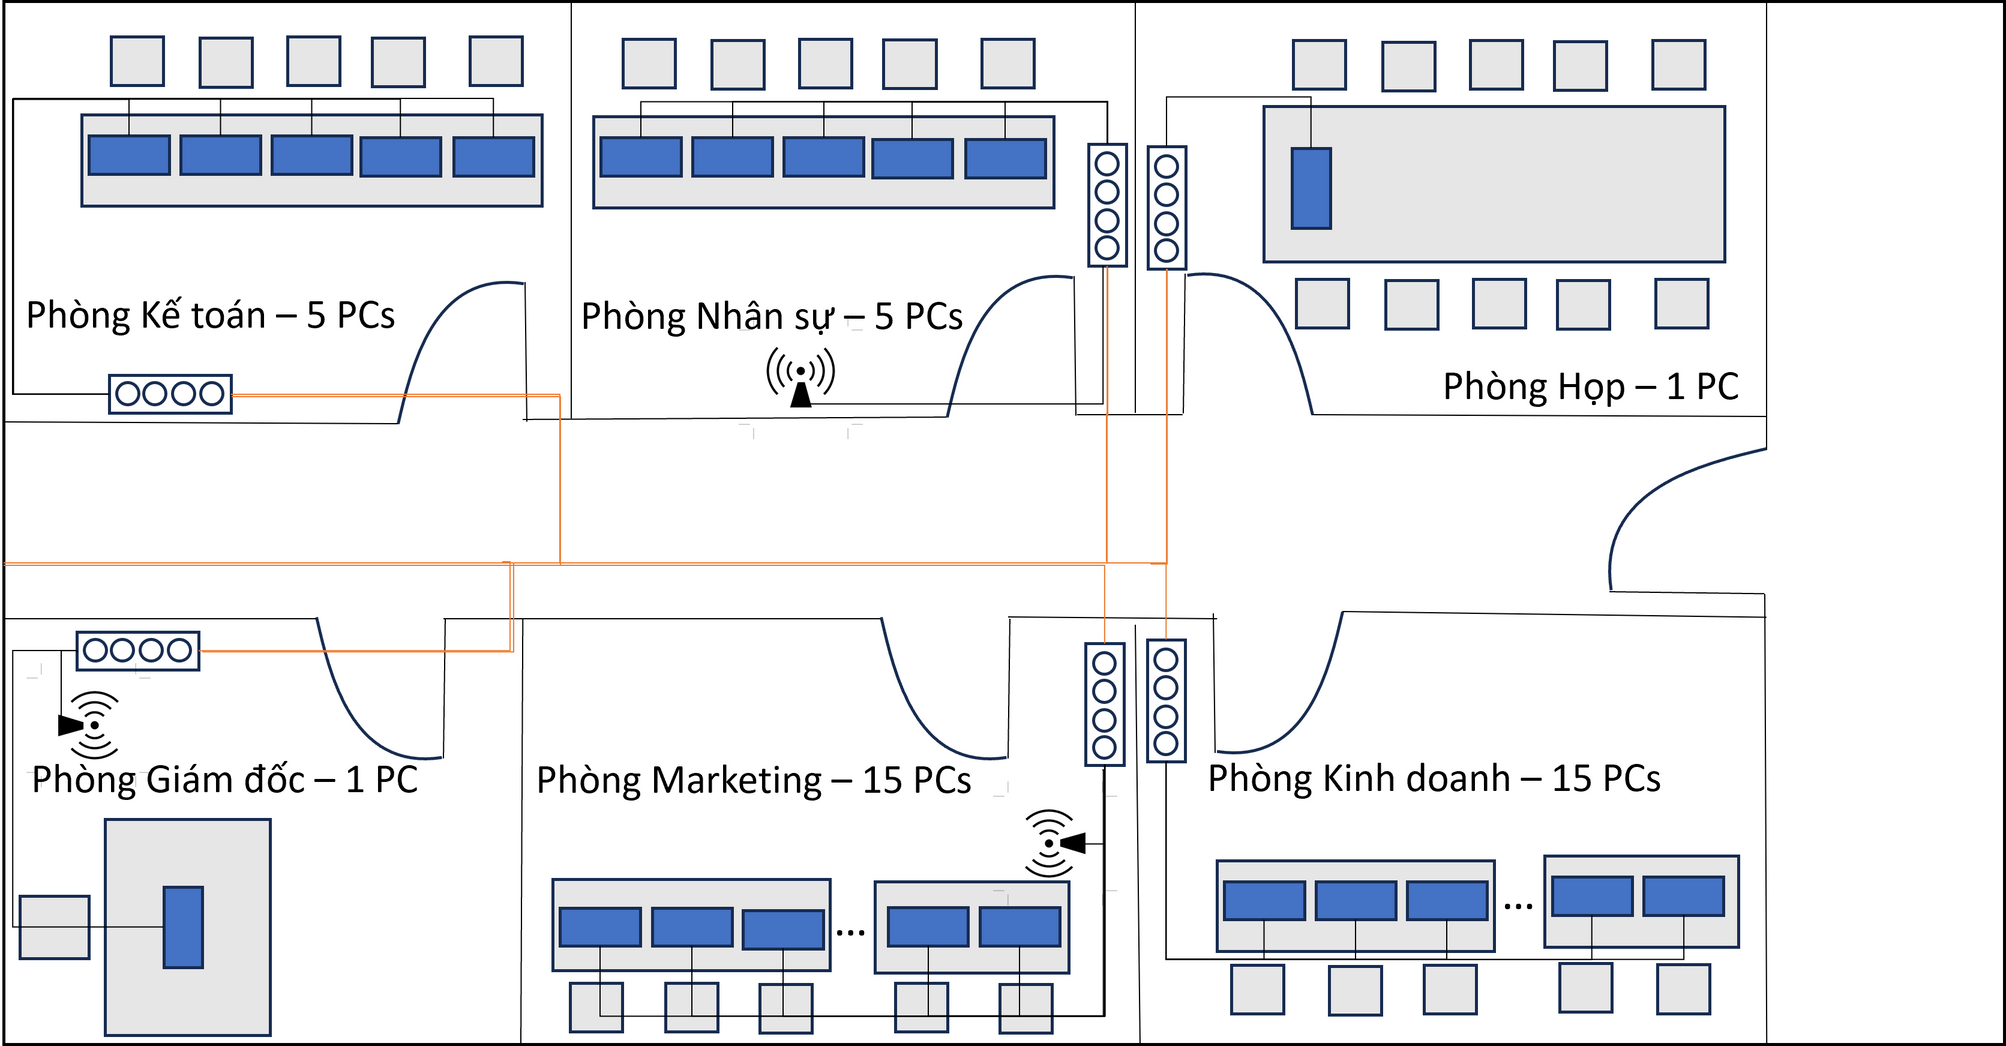 Phòng Kế toán – 5 PCs
Phòng Nhân sự – 5 PCs
Phòng Họp – 1 PC
Phòng Giám đốc – 1 PC
Phòng Marketing – 15 PCs
Phòng Kinh doanh – 15 PCs
...
...